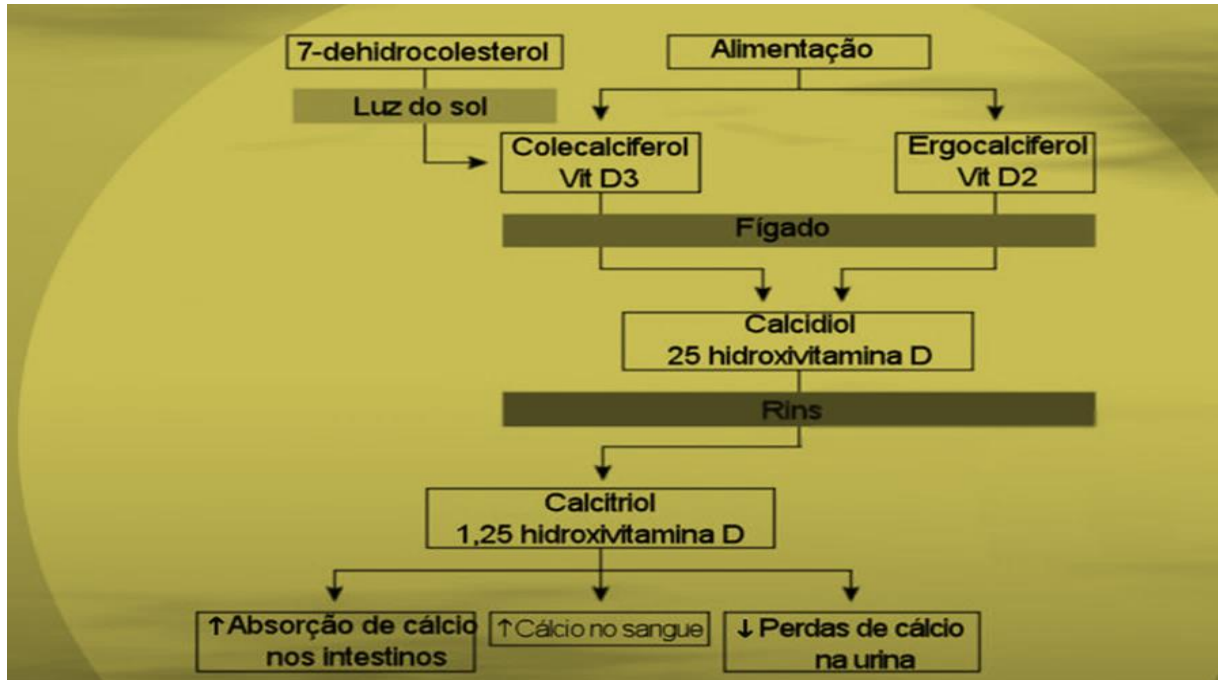 7-dehidrocolesterol
Alimentação
Luz do sol
Colecalciferol
Vit D3
Ergocalciferol
Vit D2
Fígado
Calcidiol
25 hidroxivitamina D
Rins
Calcitriol
1,25 hidroxivitamina D
↑Absorção de cálcio
nos intestinos
↑Cálcio no sangue
↓Perdas de cálcio
na urina